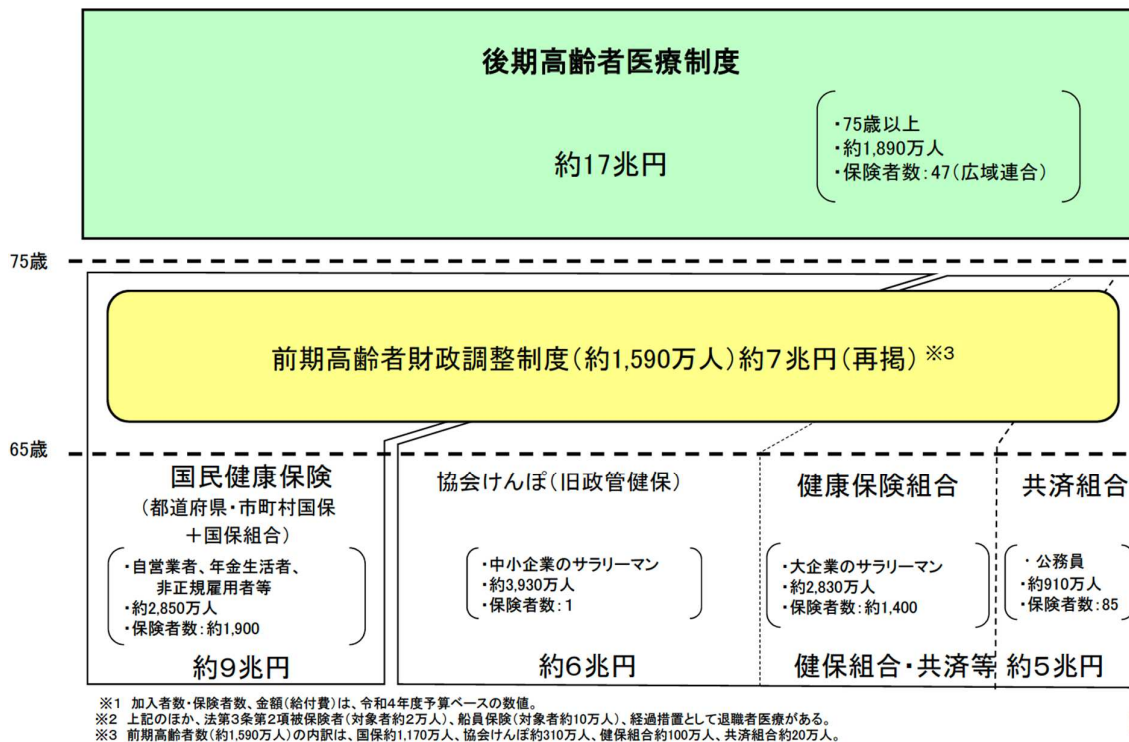 後期高齢者医療制度
約17兆円
・75歳以上
・約1,890万人
・保険者数：47(広域連合)
75歳
前期高齢者財政調整制度(約1,590万人)約7兆円(再掲)※3
65歳
国民健康保険
(都道府県・市町村国保
＋国保組合)
・自営業者、年金生活者、
非正規雇用者等
・約2,850万人
・保険者数：約1,900
約9兆円
協会けんぽ(旧政管健保)
・中小企業のサラリーマン
・約3,930万人
・保険者数：1
約6兆円
健康保険組合
・大企業のサラリーマン
・約2,830万人
・保険者数：約1,400
共済組合
・公務員
・約910万人
・保険者数：85
健保組合・共済等 約5兆円
※1 加入者数・保険者数、金額(給付費)は、令和4年度予算ベースの数値。
※2 上記のほか、法第3条第2項被保険者(対象者約2万人)、船員保険(対象者約10万人)、経過措置として退職者医療がある。
※3 前期高齢者数(約1,590万人)の内訳は、国保約1,170万人、協会けんぽ約310万人、健保組合約100万人、共済組合約20万人。